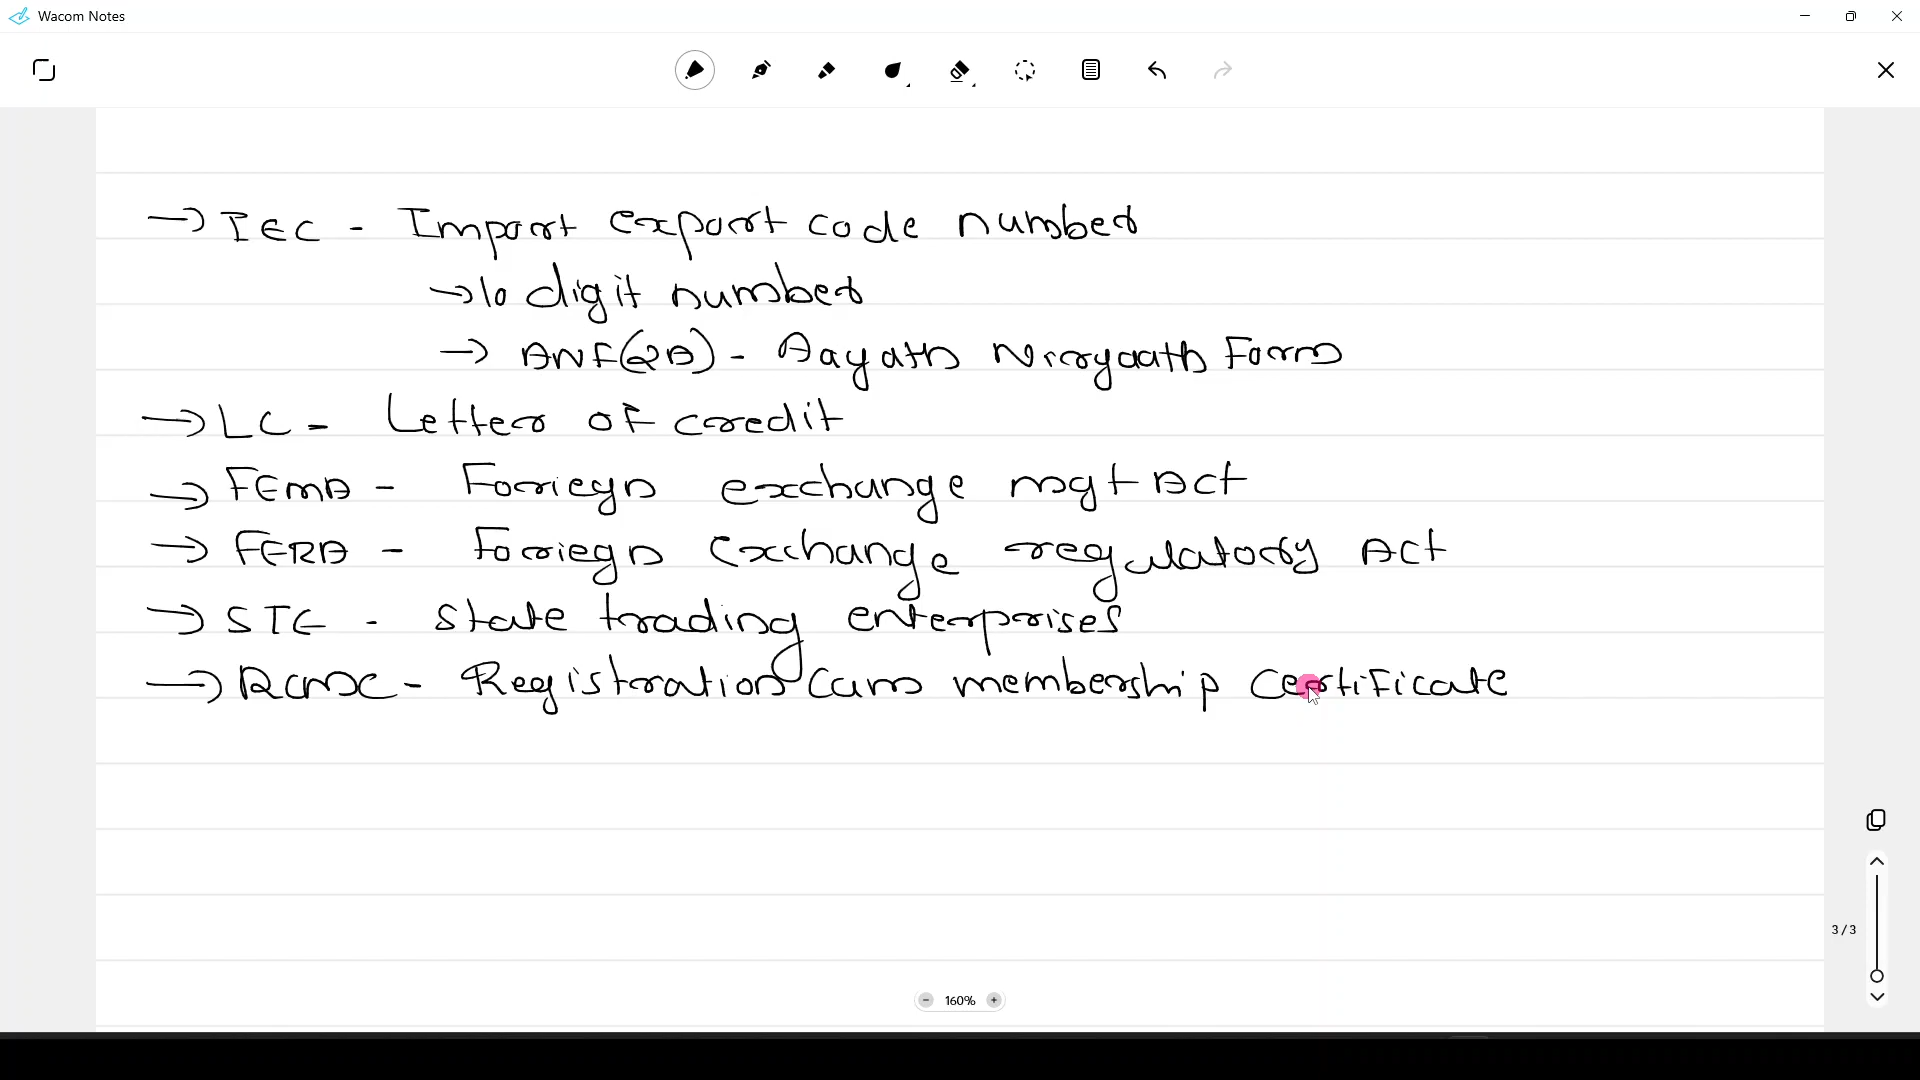 Wacom Notes
→ IEC - Import export code number
→ 10 digit number
→ ANF(2A) - Aayath Niryaath Form
→ LC - Letter of credit
→ FEMA - Foriegn exchange mgt Act
→ FERA - Foriegn Exchange regulatory Act
→ STE - State trading enterprises
→ RCMC - Registration Cum membership Certificate
3 / 3
160%